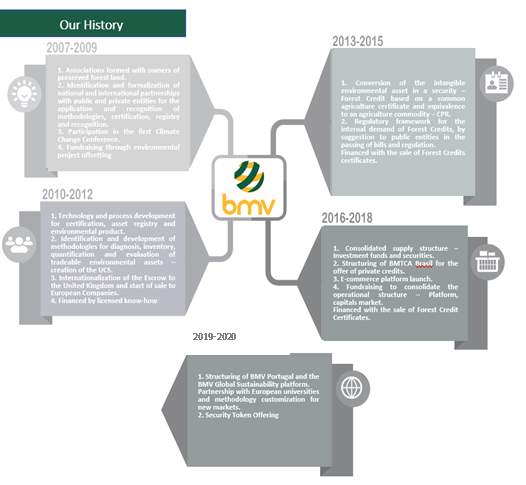 Our History
2007-2009
1. Associations formed with owners of
preserved forest land.
2. Identification and formalization of
national and international partnerships
with public and private entities for the
application and recognition of
methodologies, certification, registry
and recognition.
3. Participation in the first Climate
Change Conference.
4. Fundraising through environmental
project offsetting
2010-2012
1. Technology and process development
for certification, asset registry and
environmental product.
2. Identification and development of
methodologies for diagnosis, inventory,
quantification and evaluation of
tradeable environmental assets –
creation of the UCS.
3. Internationalization of the Escrow to
the United Kingdom and start of sale to
European Companies.
4. Financed by licensed know-how
bmv
2013-2015
1. Conversion of the intangible
environmental asset in a security –
Forest Credit based on a common
agriculture certificate and equivalence
to an agriculture commodity – CPR.
2. Regulatory framework for the
internal demand of Forest Credits, by
suggestion to public entities in the
passing of bills and regulation.
Financed with the sale of Forest Credits
certificates.
2016-2018
1. Consolidated supply structure –
Investment funds and securities.
2. Structuring of BMTCA Brasil for the
offer of private credits.
3. E-commerce platform launch.
4. Fundraising to consolidate the
operational structure – Platform,
capitals market.
Financed with the sale of Forest Credit
Certificates.
2019-2020
1. Structuring of BMV Portugal and the
BMV Global Sustainability platform.
Partnership with European universities
and methodology customization for
new markets.
2. Security Token Offering